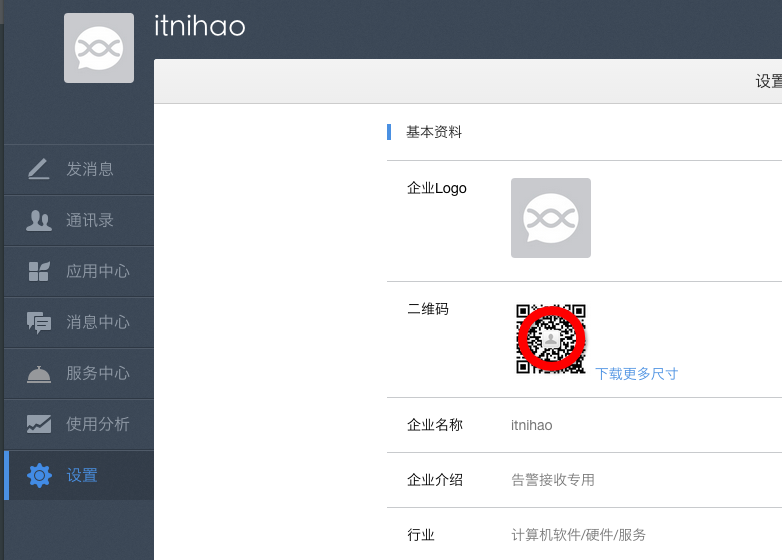 itnihao
设置
发消息
通讯录
应用中心
消息中心
服务中心
使用分析
设置
基本资料
企业Logo
二维码
下载更多尺寸
企业名称 itnihao
企业介绍 告警接收专用
行业 计算机软件/硬件/服务